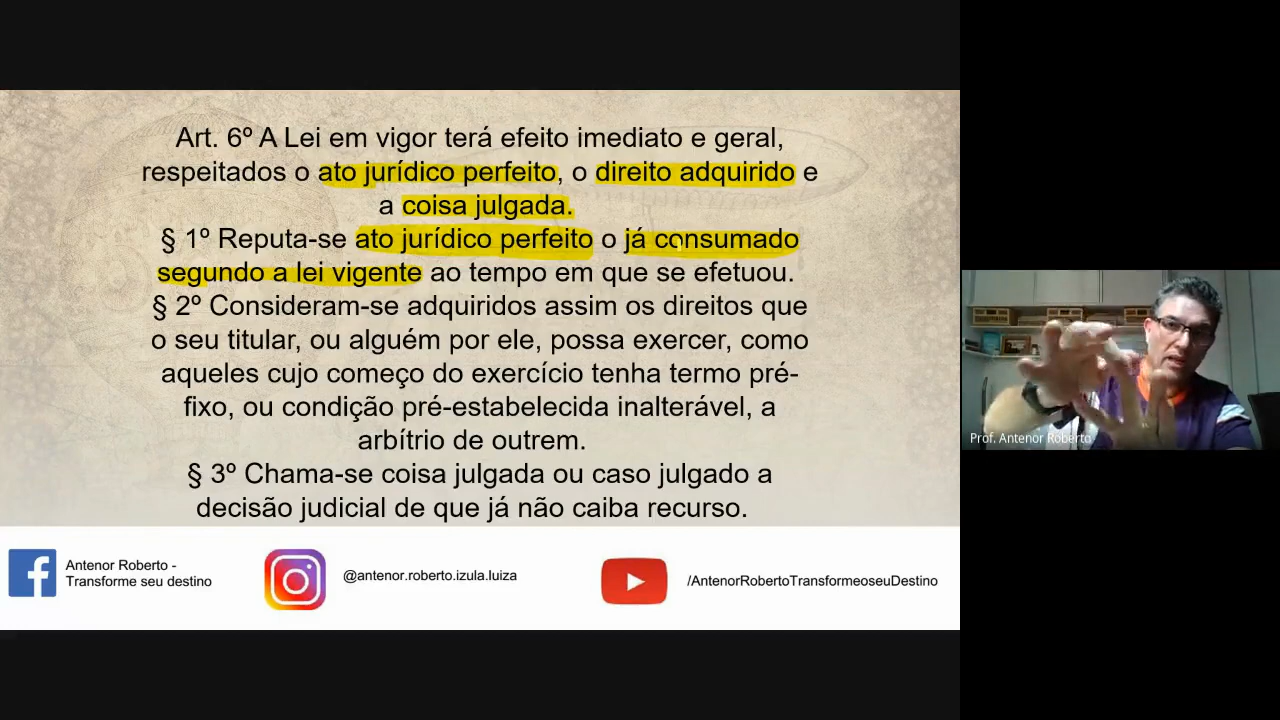 Art. 6º A Lei em vigor terá efeito imediato e geral,
respeitados o ato jurídico perfeito, o direito adquirido e
a coisa julgada.
§ 1º Reputa-se ato jurídico perfeito o já consumado
segundo a lei vigente ao tempo em que se efetuou.
§ 2º Consideram-se adquiridos assim os direitos que
o seu titular, ou alguém por ele, possa exercer, como
aqueles cujo começo do exercício tenha termo pré-
fixo, ou condição pré-estabelecida inalterável, a
arbítrio de outrem.
§ 3º Chama-se coisa julgada ou caso julgado a
decisão judicial de que já não caiba recurso.
Antenor Roberto -
Transforme seu destino
@antenor.roberto.izula.luiza
/AntenorRobertoTransformeoseuDestino
Prof. Antenor Roberto